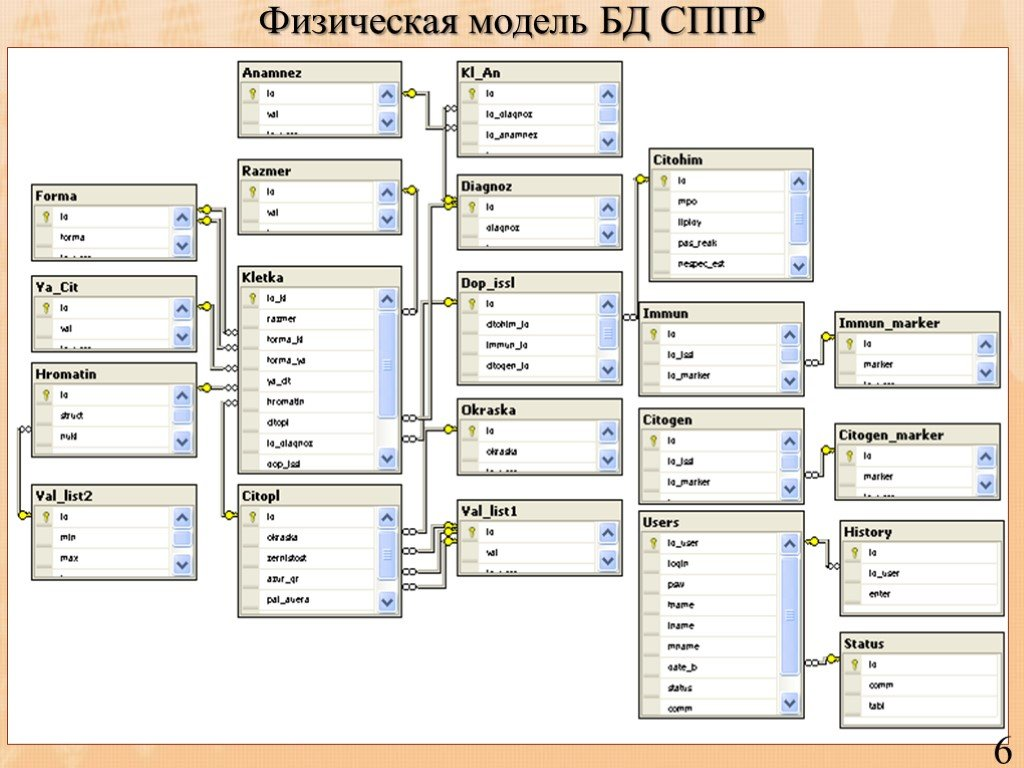 Физическая модель БД СППР
Anamnez
id
val
Kl_An
id
id_diagnoz
id_anamnez
Razmer
id
val
Diagnoz
id
diagnoz
Citohim
id
mpo
liplay
pas_reak
nespec_est
Forma
id
forma
Ya_Cit
id
val
Kletka
id_kl
razmer
forma_kl
forma_ya
ya_cit
hromatin
citopl
id_diagnoz
dop_issl
Dop_issl
id
citohim_id
immun_id
citogen_id
Immun
id
id_issl
id_marker
Immun_marker
id
marker
Hromatin
id
struct
nukl
Okraska
id
okraska
Citogen
id
id_issl
id_marker
Citogen_marker
id
marker
Val_list2
id
min
max
Citopl
id
okraska
zernistost
azur_gr
pal_auera
Val_list1
id
val
Users
id_user
login
psw
fname
lname
mname
date_b
status
comm
History
id
id_user
enter
Status
id
comm
tabl
6